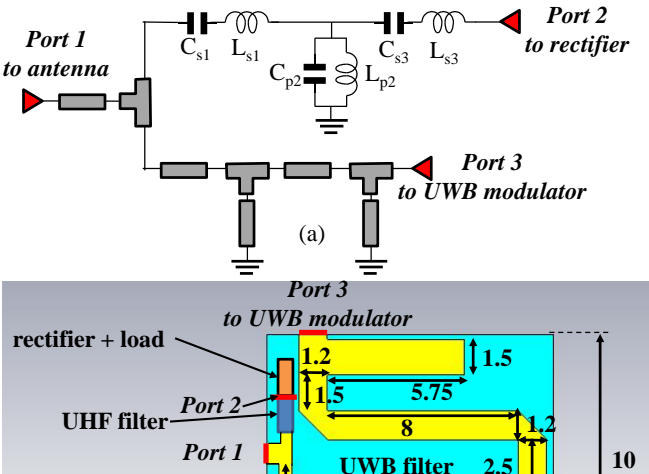 Port 1
to antenna
Cs1
Ls1
Cp2
Lp2
Cs3
Ls3
Port 2
to rectifier
Port 3
to UWB modulator
(a)
Port 3
to UWB modulator
rectifier + load
1.2
1.5
1.5
5.75
Port 2
UHF filter
8
1.2
Port 1
UWB filter
2.5
10